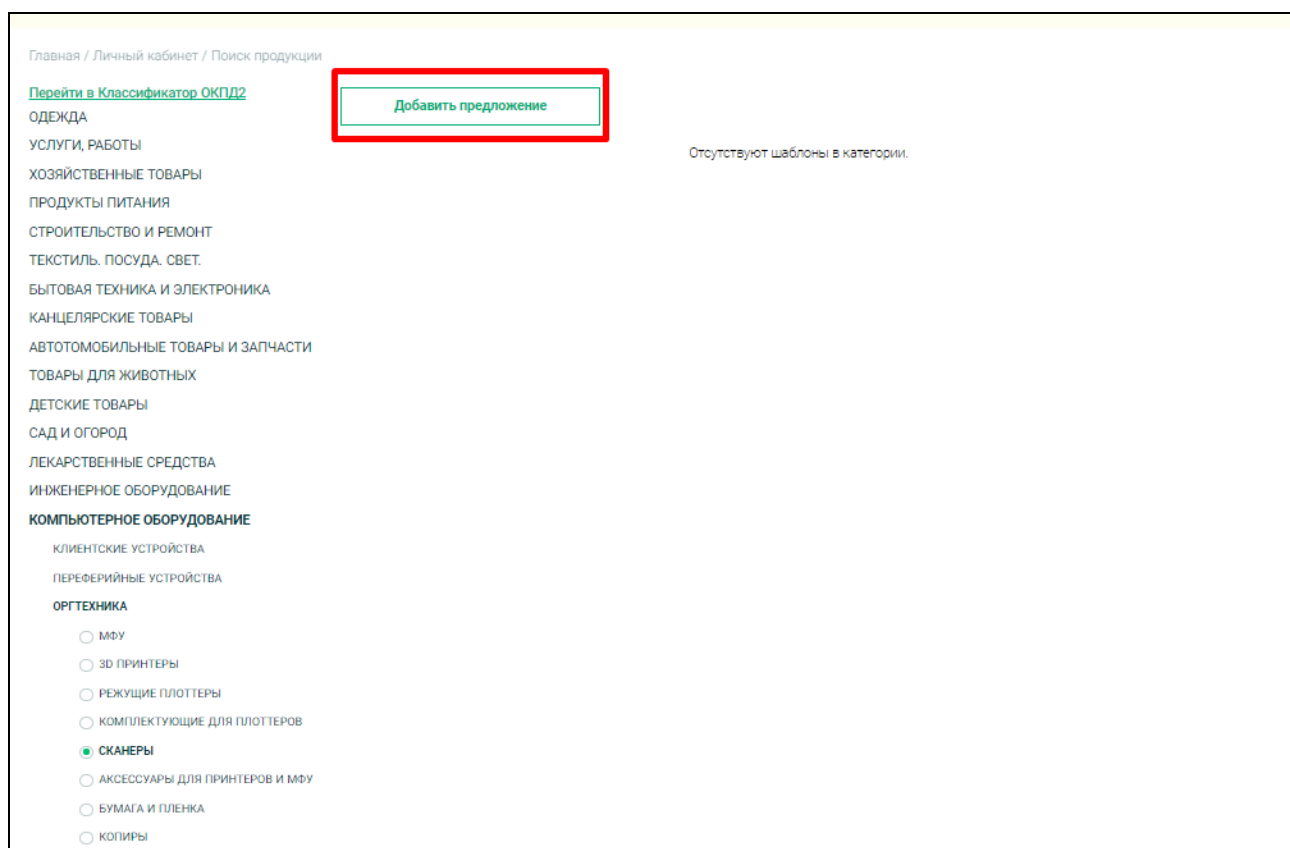 Главная / Личный кабинет / Поиск продукции
Перейти в Классификатор ОКПД2
Добавить предложение
ОДЕЖДА
УСЛУГИ, РАБОТЫ
Отсутствуют шаблоны в категории.
ХОЗЯЙСТВЕННЫЕ ТОВАРЫ
ПРОДУКТЫ ПИТАНИЯ
СТРОИТЕЛЬСТВО И РЕМОНТ
ТЕКСТИЛЬ. ПОСУДА. СВЕТ.
БЫТОВАЯ ТЕХНИКА И ЭЛЕКТРОНИКА
КАНЦЕЛЯРСКИЕ ТОВАРЫ
АВТОТОМОБИЛЬНЫЕ ТОВАРЫ И ЗАПЧАСТИ
ТОВАРЫ ДЛЯ ЖИВОТНЫХ
ДЕТСКИЕ ТОВАРЫ
САД И ОГОРОД
ЛЕКАРСТВЕННЫЕ СРЕДСТВА
ИНЖЕНЕРНОЕ ОБОРУДОВАНИЕ
КОМПЬЮТЕРНОЕ ОБОРУДОВАНИЕ
КЛИЕНТСКИЕ УСТРОЙСТВА
ПЕРЕФЕРИЙНЫЕ УСТРОЙСТВА
ОРГТЕХНИКА
МФУ
3D ПРИНТЕРЫ
РЕЖУЩИЕ ПЛОТТЕРЫ
КОМПЛЕКТУЮЩИЕ ДЛЯ ПЛОТТЕРОВ
СКАНЕРЫ
АКСЕССУАРЫ ДЛЯ ПРИНТЕРОВ И МФУ
БУМАГА И ПЛЕНКА
КОПИРЫ